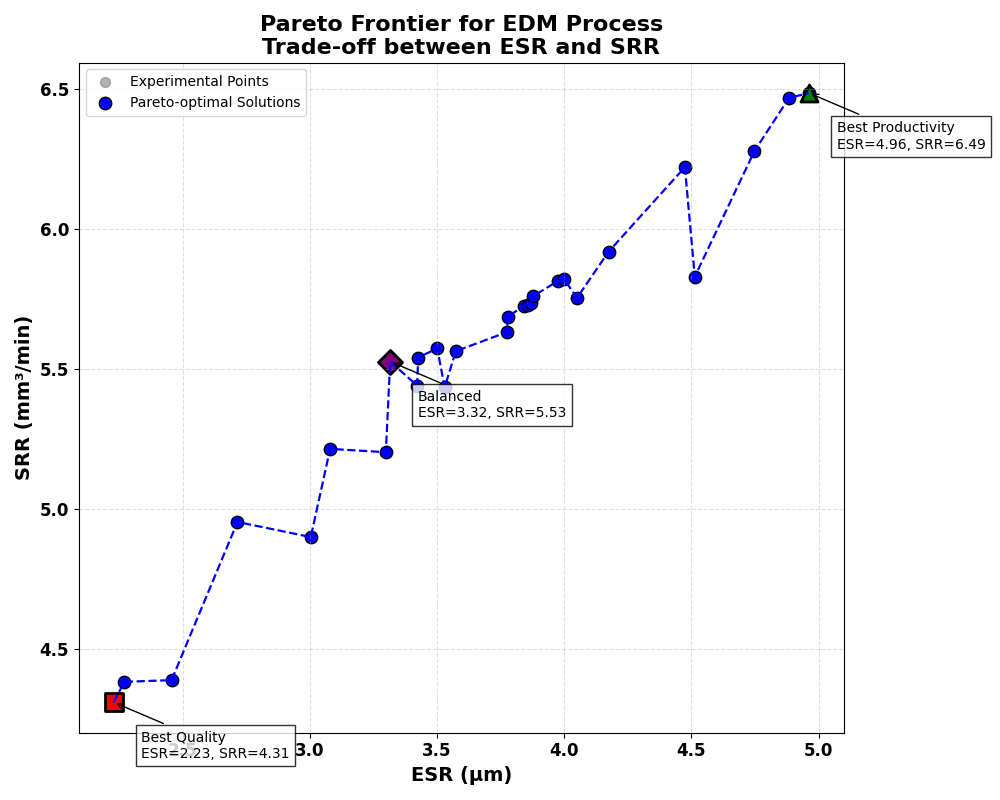 Pareto Frontier for EDM Process
Trade-off between ESR and SRR
Experimental Points
Pareto-optimal Solutions
6.5
6.0
5.5
5.0
4.5
SRR (mm³/min)
Best Productivity
ESR=4.96, SRR=6.49
Balanced
ESR=3.32, SRR=5.53
Best Quality
ESR=2.23, SRR=4.31
2.5
3.0
3.5
4.0
4.5
5.0
ESR (μm)